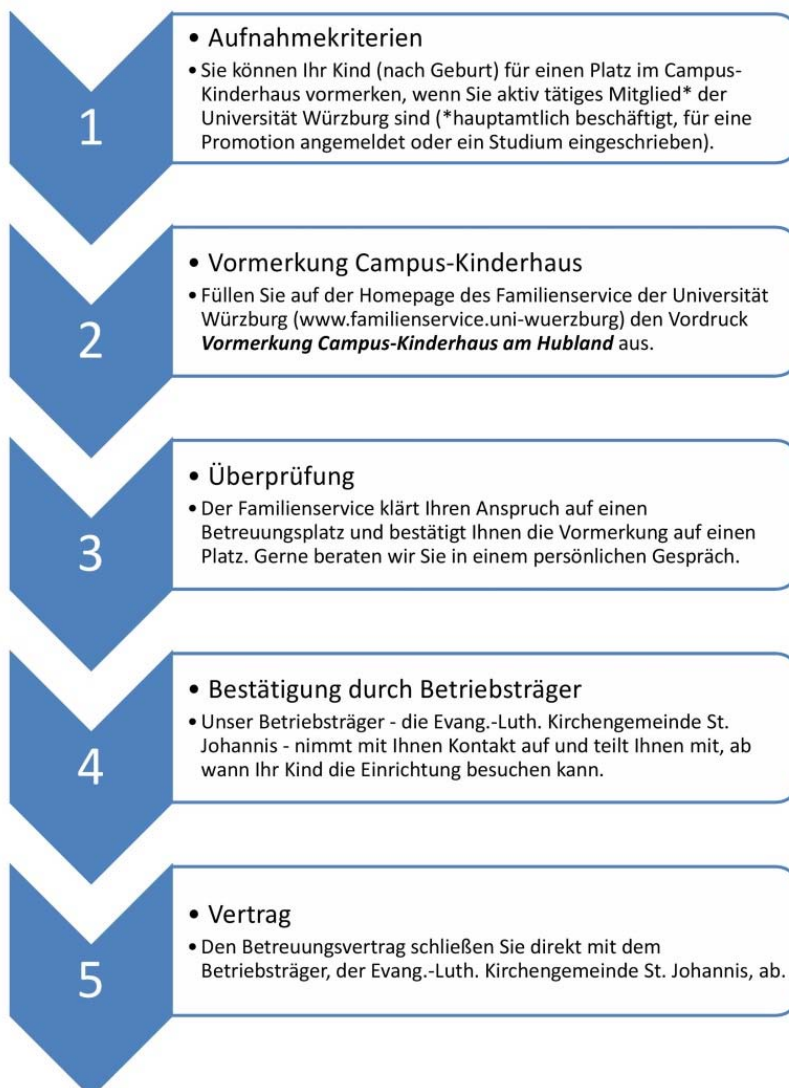 1
• Aufnahmekriterien
• Sie können Ihr Kind (nach Geburt) für einen Platz im Campus-
Kinderhaus vormerken, wenn Sie aktiv tätiges Mitglied* der
Universität Würzburg sind (*hauptamtlich beschäftigt, für eine
Promotion angemeldet oder ein Studium eingeschrieben).
2
• Vormerkung Campus-Kinderhaus
• Füllen Sie auf der Homepage des Familienservice der Universität
Würzburg (www.familienservice.uni-wuerzburg) den Vordruck
Vormerkung Campus-Kinderhaus am Hubland aus.
3
• Überprüfung
• Der Familienservice klärt Ihren Anspruch auf einen
Betreuungsplatz und bestätigt Ihnen die Vormerkung auf einen
Platz. Gerne beraten wir Sie in einem persönlichen Gespräch.
4
• Bestätigung durch Betriebsträger
• Unser Betriebsträger - die Evang.-Luth. Kirchengemeinde St.
Johannis - nimmt mit Ihnen Kontakt auf und teilt Ihnen mit, ab
wann Ihr Kind die Einrichtung besuchen kann.
5
• Vertrag
• Den Betreuungsvertrag schließen Sie direkt mit dem
Betriebsträger, der Evang.-Luth. Kirchengemeinde St. Johannis, ab.